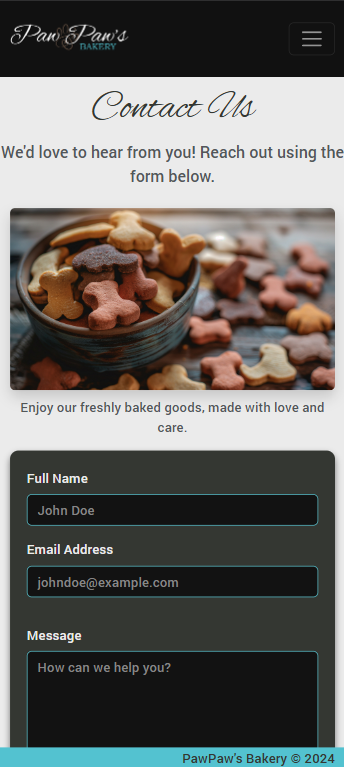 Paw Paw's
BAKERY
Contact Us
We'd love to hear from you! Reach out using the
form below.
Enjoy our freshly baked goods, made with love and
care.
Full Name
John Doe
Email Address
johndoe@example.com
Message
How can we help you?
PawPaw's Bakery © 2024